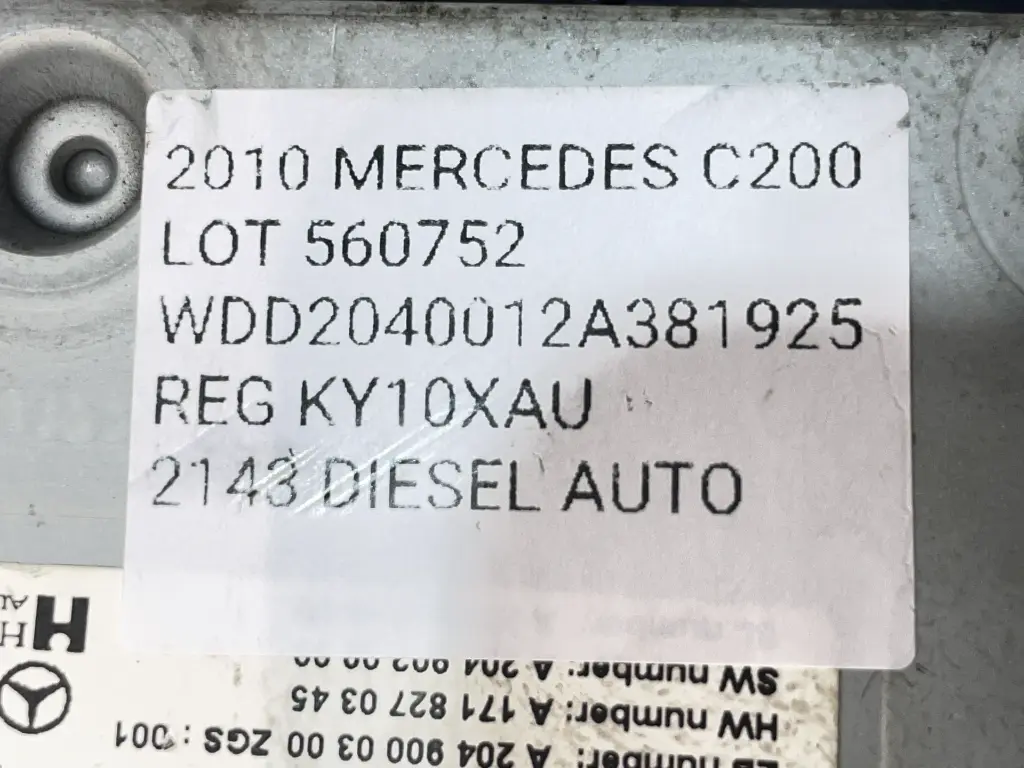 2010 MERCEDES C200
LOT 560752
WDD2040012A381925
REG KY10XAU
2143 DIESEL AUTO
ZGS : 001
A 204 900 03 00
HW number: A 171 827 03 45
SW number: A 204 902 00 00